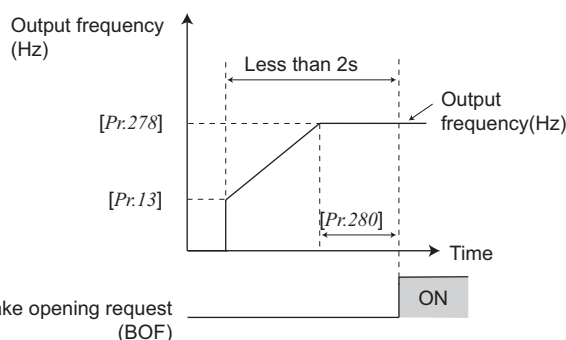 Output frequency
(Hz)
Less than 2s
Output
frequency(Hz)
[Pr.278]
[Pr.13]
[Pr.280]
Time
ake opening request
(BOF)
ON